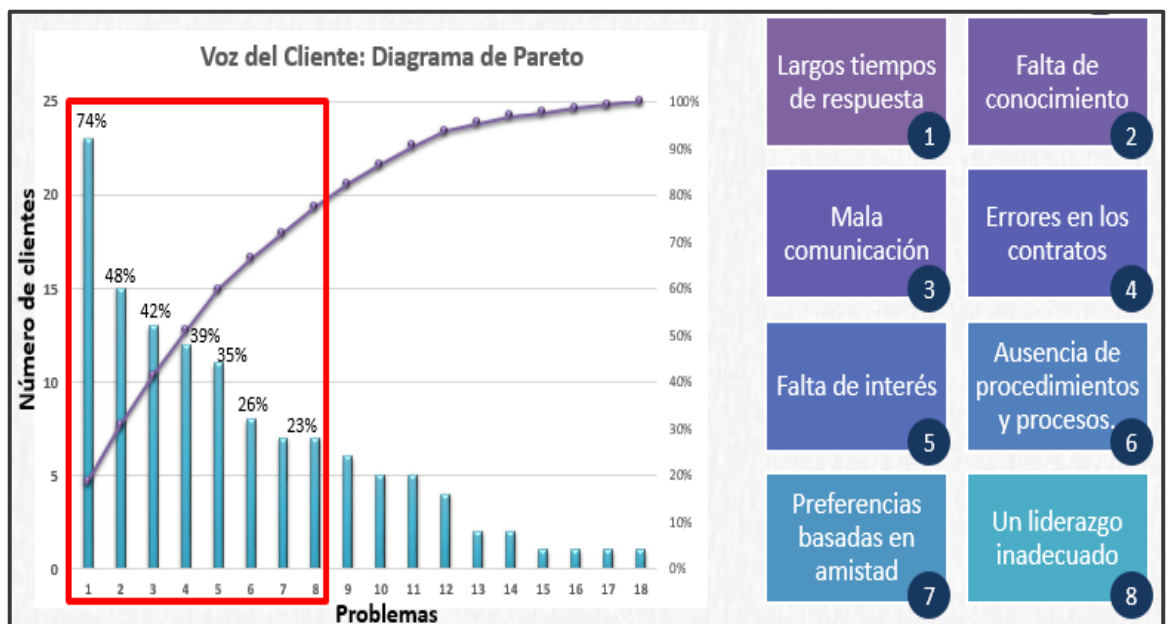 Voz del Cliente: Diagrama de Pareto
Número de clientes
25
20
15
10
5
0
74%
48%
42%
39%
35%
26%
23%
100%
90%
80%
70%
60%
50%
40%
30%
20%
10%
0%
1 2 3 4 5 6 7 8 9 10 11 12 13 14 15 16 17 18
Problemas
Largos tiempos
de respuesta
1
Falta de
conocimiento
2
Mala
comunicación
3
Errores en los
contratos
4
Falta de interés
5
Ausencia de
procedimientos
y procesos.
6
Preferencias
basadas en
amistad
7
Un liderazgo
inadecuado
8